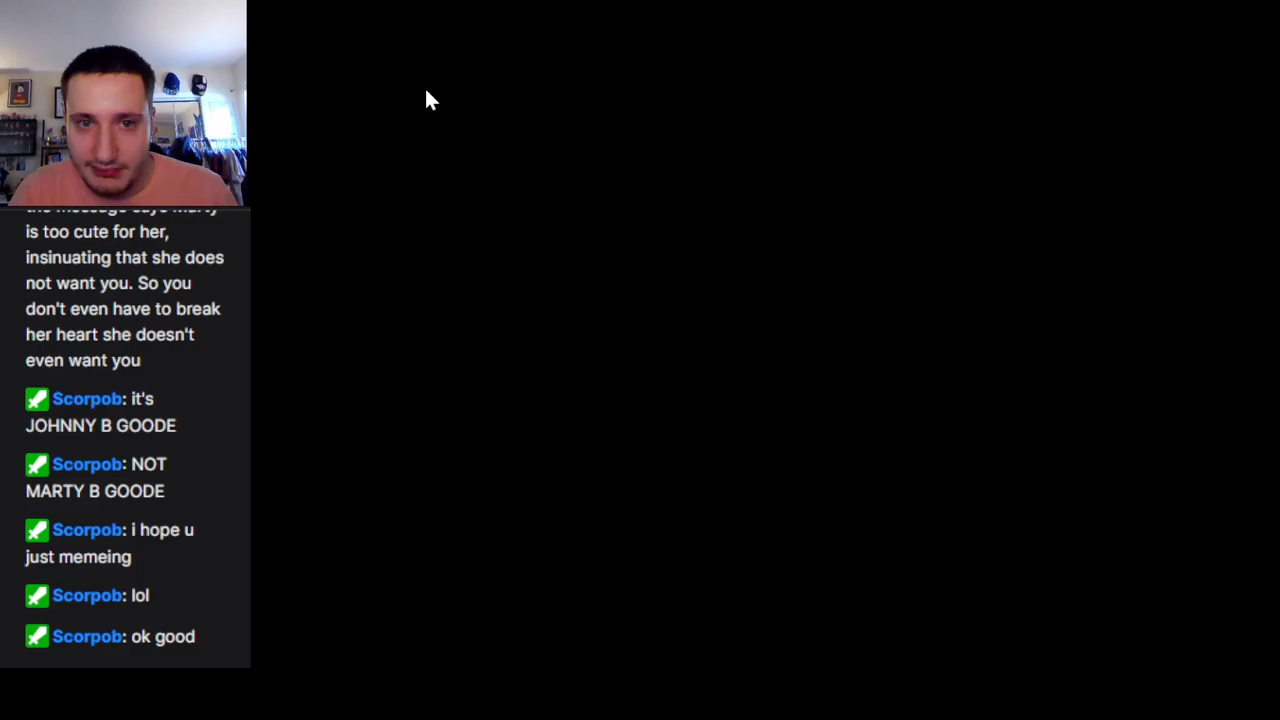 is too cute for her,
insinuating that she does
not want you. So you
don't even have to break
her heart she doesn't
even want you
Scorpob: it's
JOHNNY B GOODE
Scorpob: NOT
MARTY B GOODE
Scorpob: i hope u
just memeing
Scorpob: lol
Scorpob: ok good